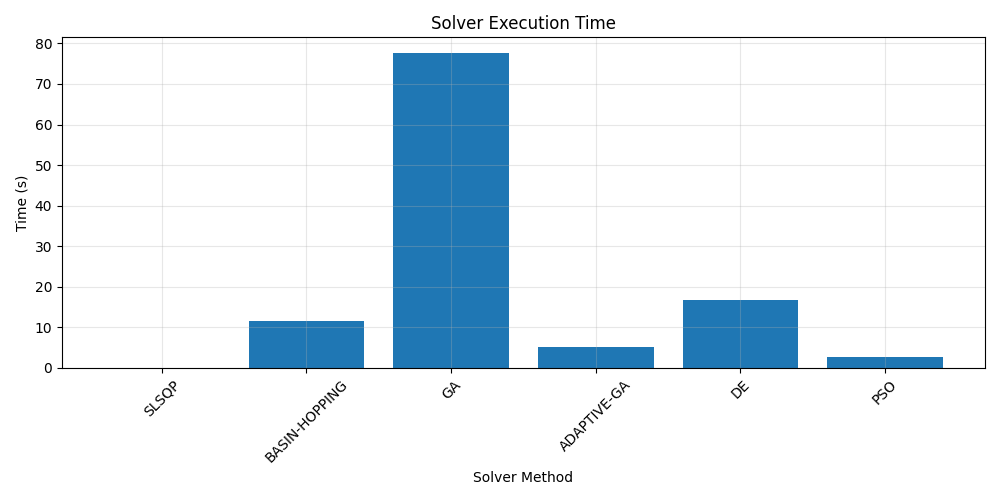 Solver Execution Time
80
70
60
50
40
30
20
10
0
Time (s)
SLSQP
BASIN-HOPPING
GA
ADAPTIVE-GA
DE
PSO
Solver Method